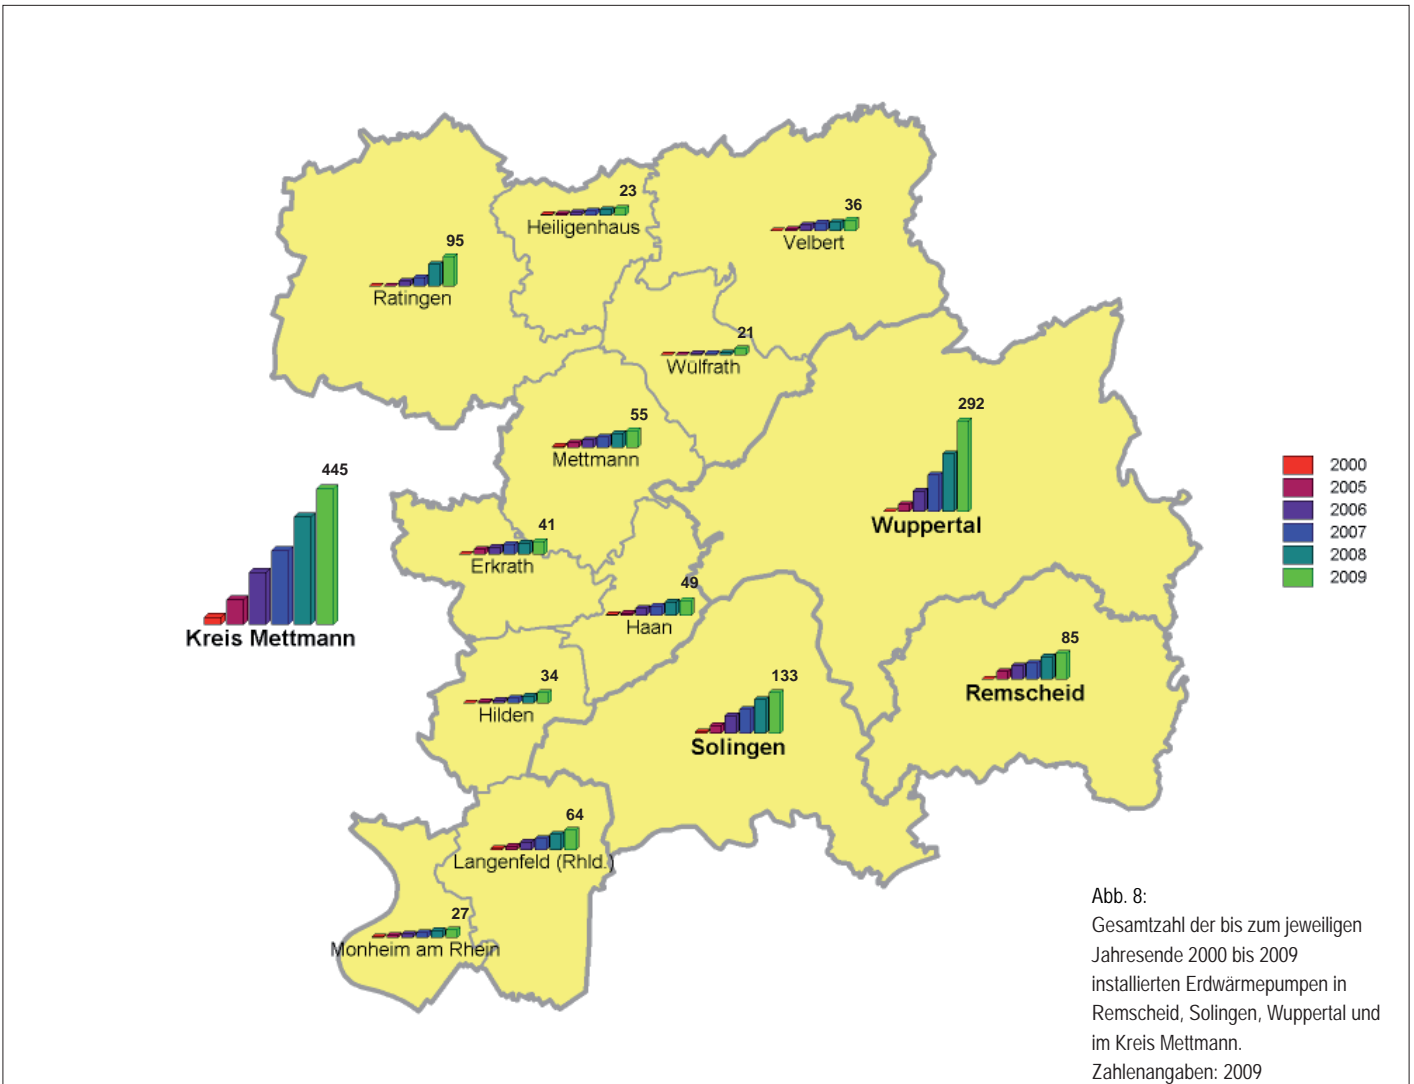 23
Heiligenhaus
36
Velbert
95
Ratingen
21
Wülfrath
55
Mettmann
292
Wuppertal
445
Kreis Mettmann
41
Erkrath
49
Haan
85
Remscheid
34
Hilden
133
Solingen
64
Langenfeld (Rhld.)
27
Monheim am Rhein
2000
2005
2006
2007
2008
2009
Abb. 8:
Gesamtzahl der bis zum jeweiligen
Jahresende 2000 bis 2009
installierten Erdwärmepumpen in
Remscheid, Solingen, Wuppertal und
im Kreis Mettmann.
Zahlenangaben: 2009